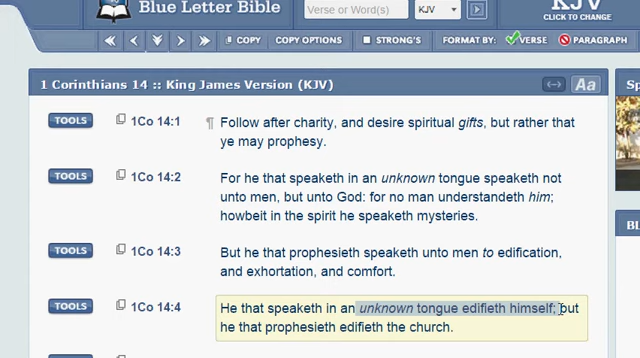 Blue Letter Bible
Verse or Word(s)
KJV
KJV
CLICK TO CHANGE
COPY COPY OPTIONS STRONG'S FORMAT BY: VERSE PARAGRAPH
1 Corinthians 14 :: King James Version (KJV)
Aa
Sp
TOOLS 1Co 14:1 ¶ Follow after charity, and desire spiritual gifts, but rather that
ye may prophesy.
TOOLS 1Co 14:2 For he that speaketh in an unknown tongue speaketh not
unto men, but unto God: for no man understandeth him;
howbeit in the spirit he speaketh mysteries.
BL
TOOLS 1Co 14:3 But he that prophesieth speaketh unto men to edification,
and exhortation, and comfort.
TOOLS 1Co 14:4 He that speaketh in an unknown tongue edifieth himself; but
he that prophesieth edifieth the church.